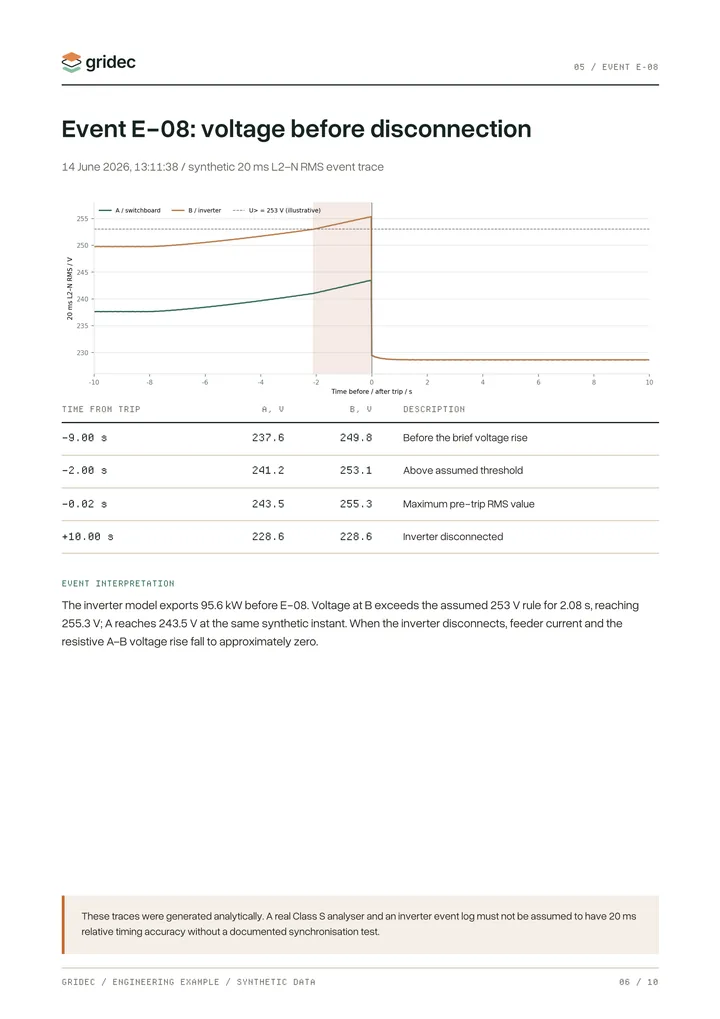 gridec
05 / EVENT E-08
Event E-08: voltage before disconnection
14 June 2026, 13:11:38 / synthetic 20 ms L2-N RMS event trace
A / switchboard B / inverter U> = 253 V (illustrative)
255
250
245
240
235
230
20 ms L2-N RMS / V
-10 -8 -6 -4 -2 0 2 4 6 8 10
Time before / after trip / s
TIME FROM TRIP A, V B, V DESCRIPTION
-9.00 s 237.6 249.8 Before the brief voltage rise
-2.00 s 241.2 253.1 Above assumed threshold
-0.02 s 243.5 255.3 Maximum pre-trip RMS value
+10.00 s 228.6 228.6 Inverter disconnected
EVENT INTERPRETATION
The inverter model exports 95.6 kW before E-08. Voltage at B exceeds the assumed 253 V rule for 2.08 s, reaching
255.3 V; A reaches 243.5 V at the same synthetic instant. When the inverter disconnects, feeder current and the
resistive A-B voltage rise fall to approximately zero.
These traces were generated analytically. A real Class S analyser and an inverter event log must not be assumed to have 20 ms
relative timing accuracy without a documented synchronisation test.
GRIDEC / ENGINEERING EXAMPLE / SYNTHETIC DATA
06 / 10